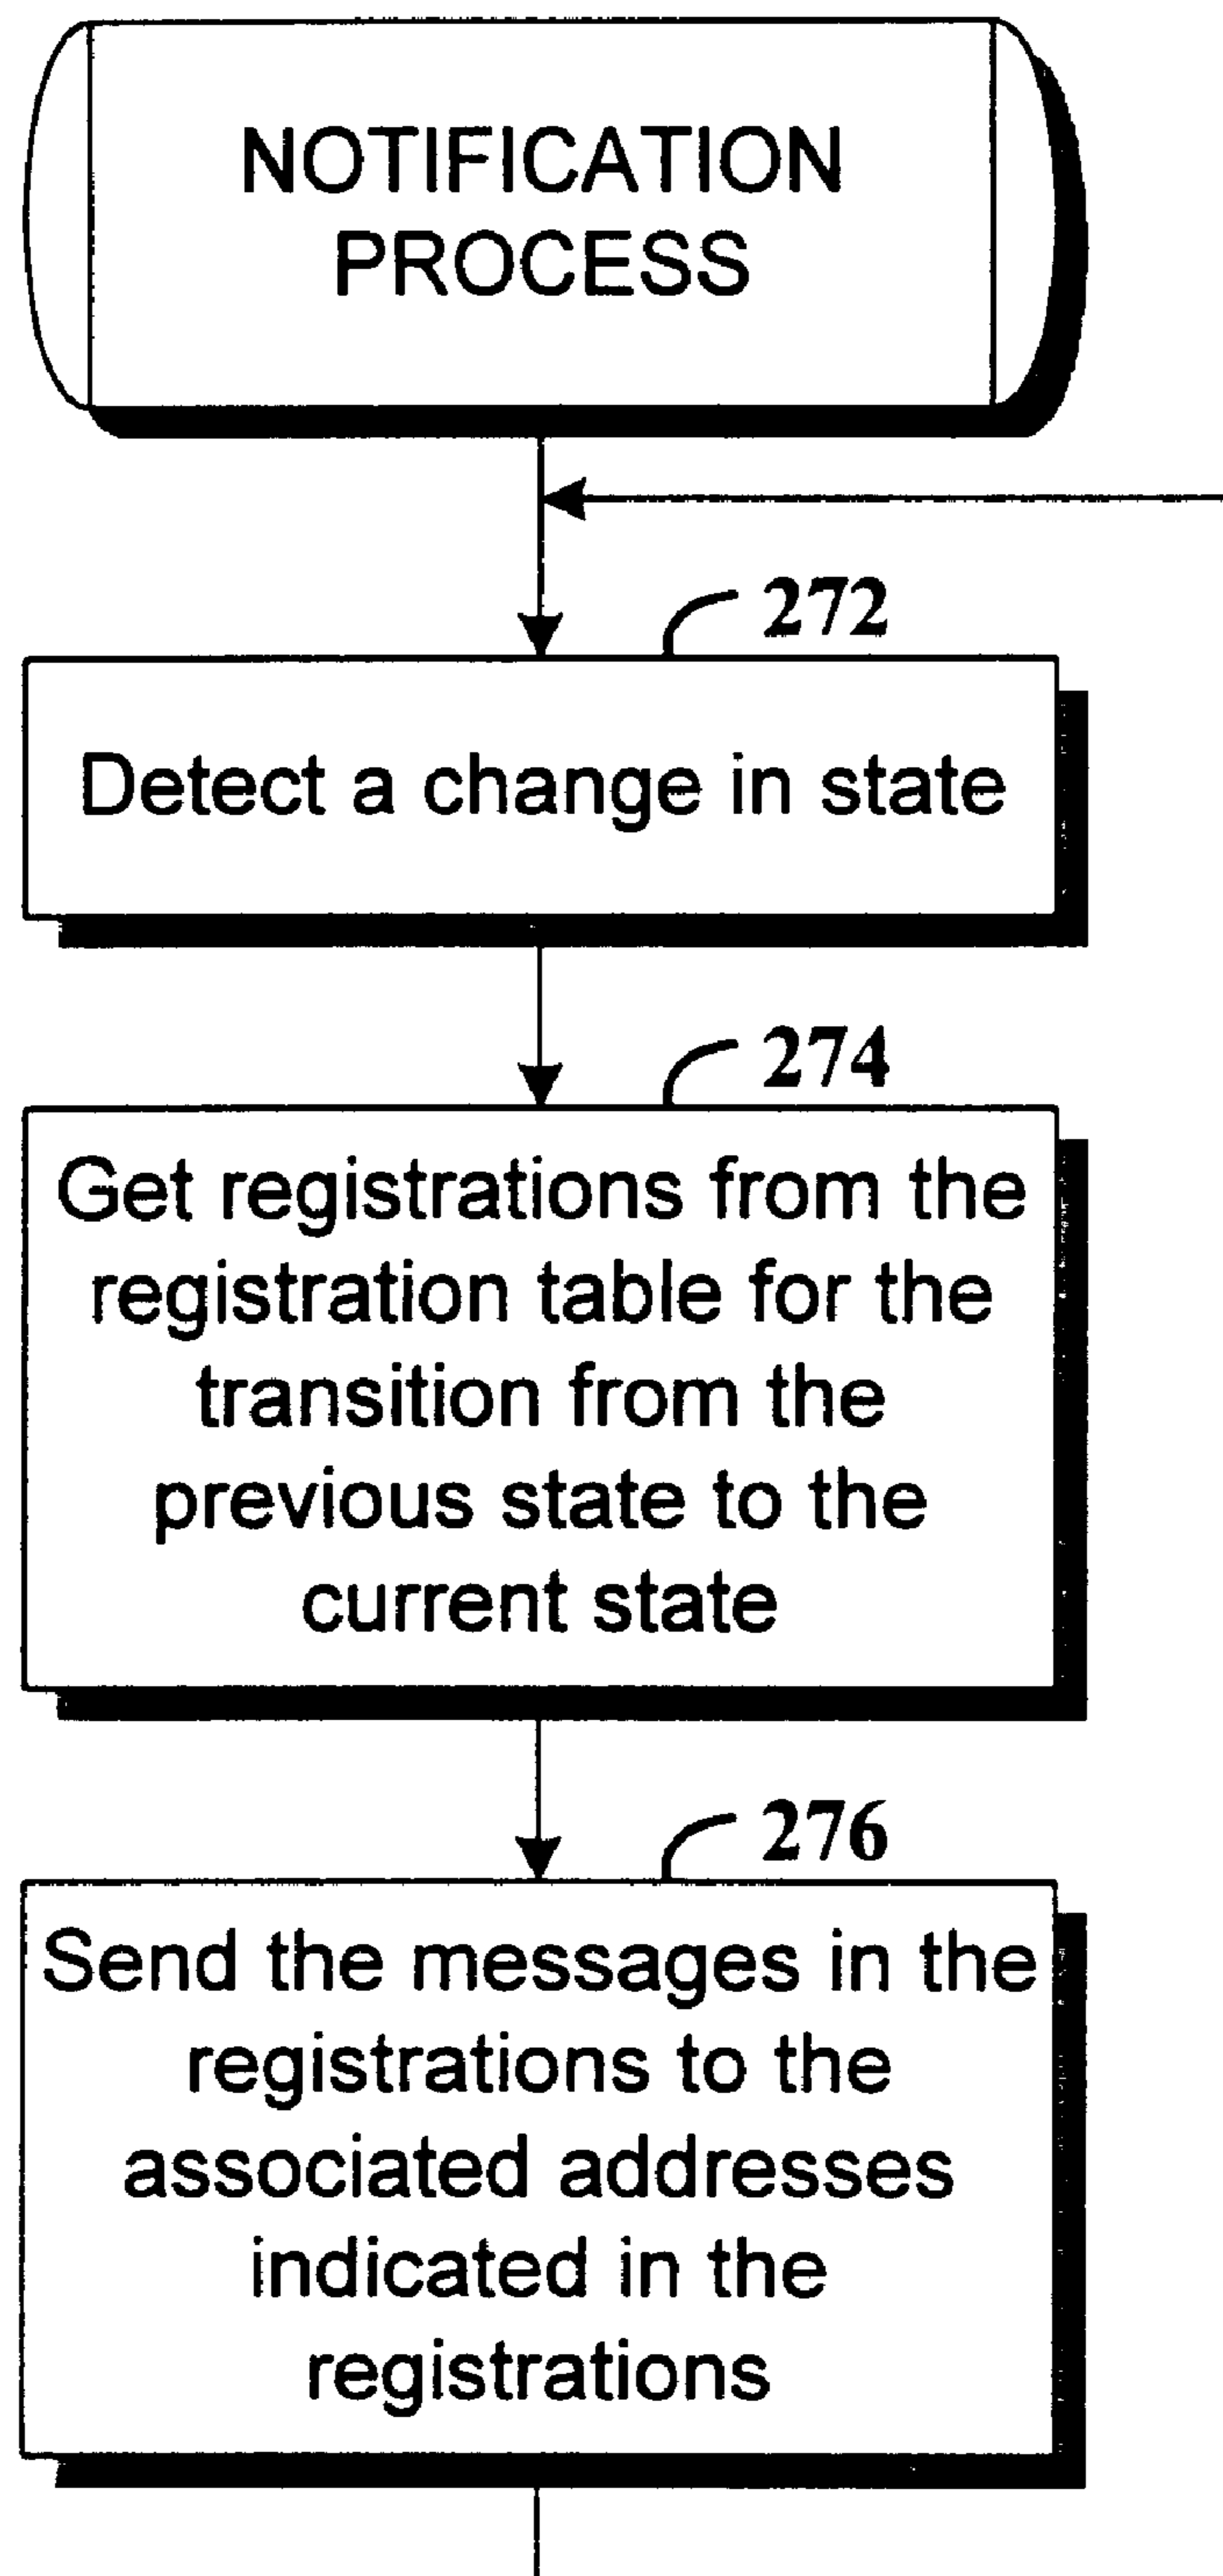 NOTIFICATION
PROCESS
272
Detect a change in state
274
Get registrations from the
registration table for the
transition from the
previous state to the
current state
276
Send the messages in the
registrations to the
associated addresses
indicated in the
registrations